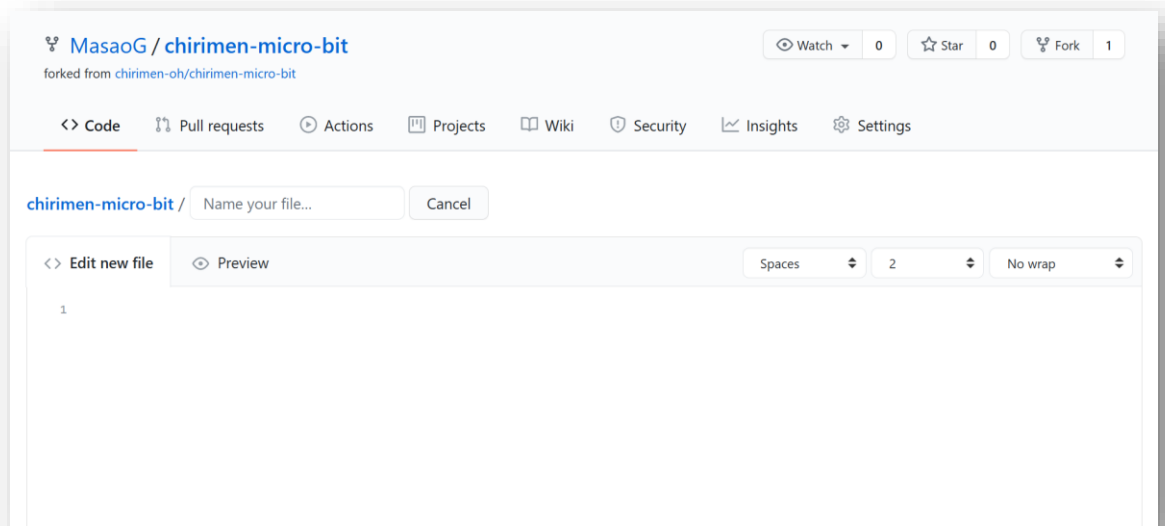 MasaoG / chirimen-micro-bit
Watch 0 Star 0 Fork 1
forked from chirimen-oh/chirimen-micro-bit
<> Code Pull requests Actions Projects Wiki Security Insights Settings
chirimen-micro-bit / Name your file... Cancel
<> Edit new file Preview Spaces 2 No wrap
1